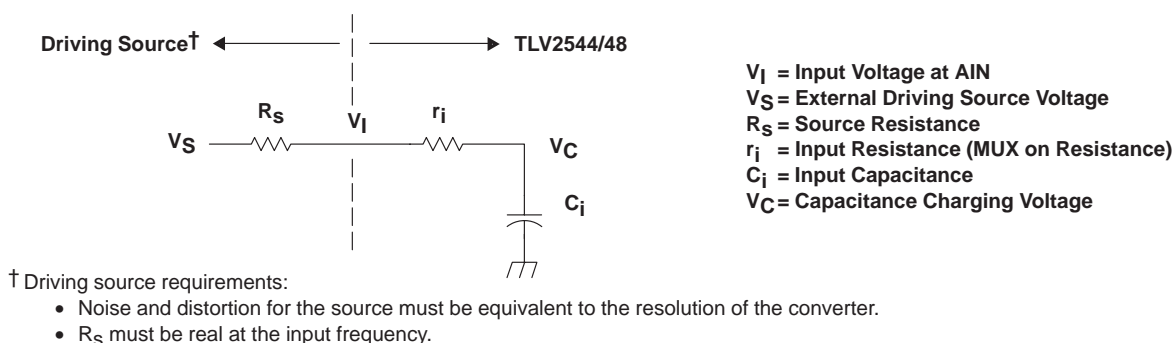 Driving Source†
TLV2544/48
VS
Rs
VI
ri
VC
Ci
VI = Input Voltage at AIN
VS = External Driving Source Voltage
Rs = Source Resistance
ri = Input Resistance (MUX on Resistance)
Ci = Input Capacitance
VC = Capacitance Charging Voltage
† Driving source requirements:
• Noise and distortion for the source must be equivalent to the resolution of the converter.
• Rs must be real at the input frequency.